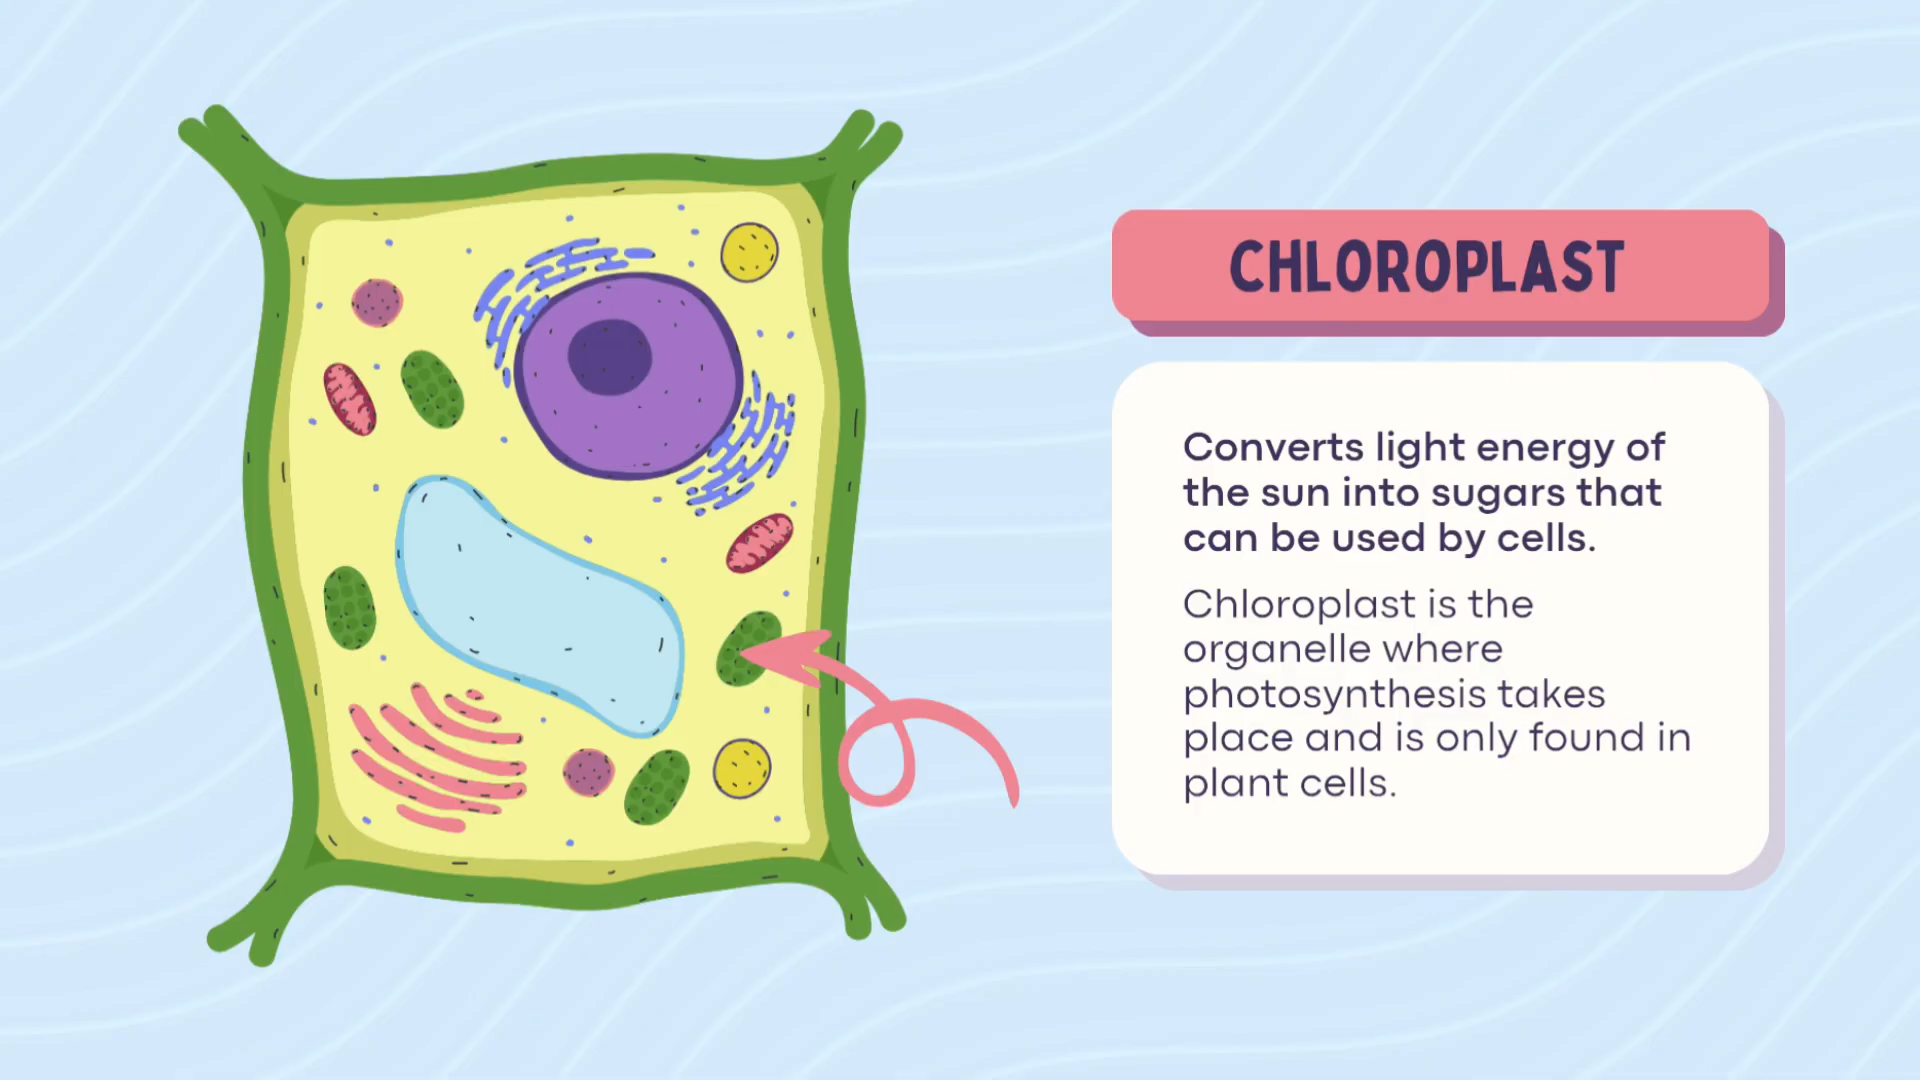 CHLOROPLAST
Converts light energy of
the sun into sugars that
can be used by cells.
Chloroplast is the
organelle where
photosynthesis takes
place and is only found in
plant cells.